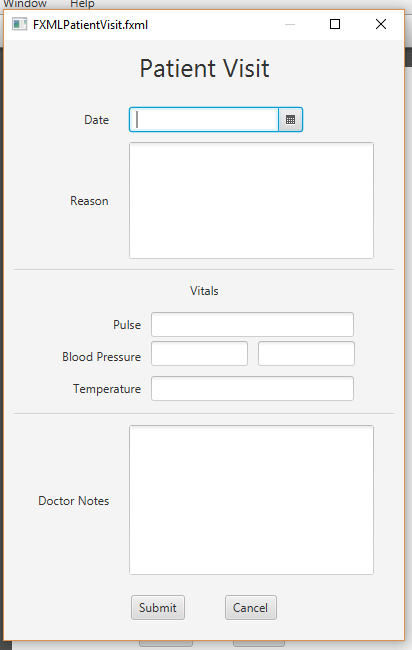 Window Help
FXMLPatientVisit.fxml
Patient Visit
Date
Reason
Vitals
Pulse
Blood Pressure
Temperature
Doctor Notes
Submit Cancel